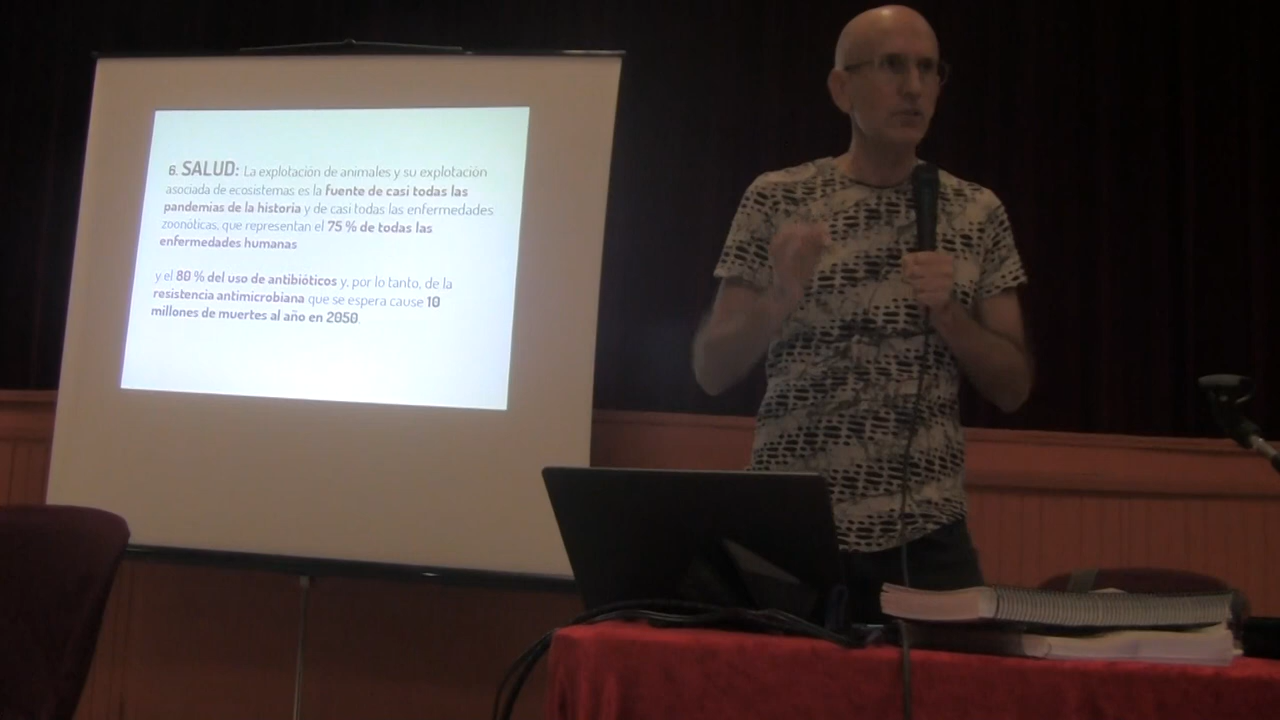 6. SALUD: La explotación de animales y su explotación
asociada de ecosistemas es la fuente de casi todas las
pandemias de la historia y de casi todas las enfermedades
zoonóticas, que representan el 75 % de todas las
enfermedades humanas
y el 80 % del uso de antibióticos y, por lo tanto, de la
resistencia antimicrobiana que se espera cause 10
millones de muertes al año en 2050.